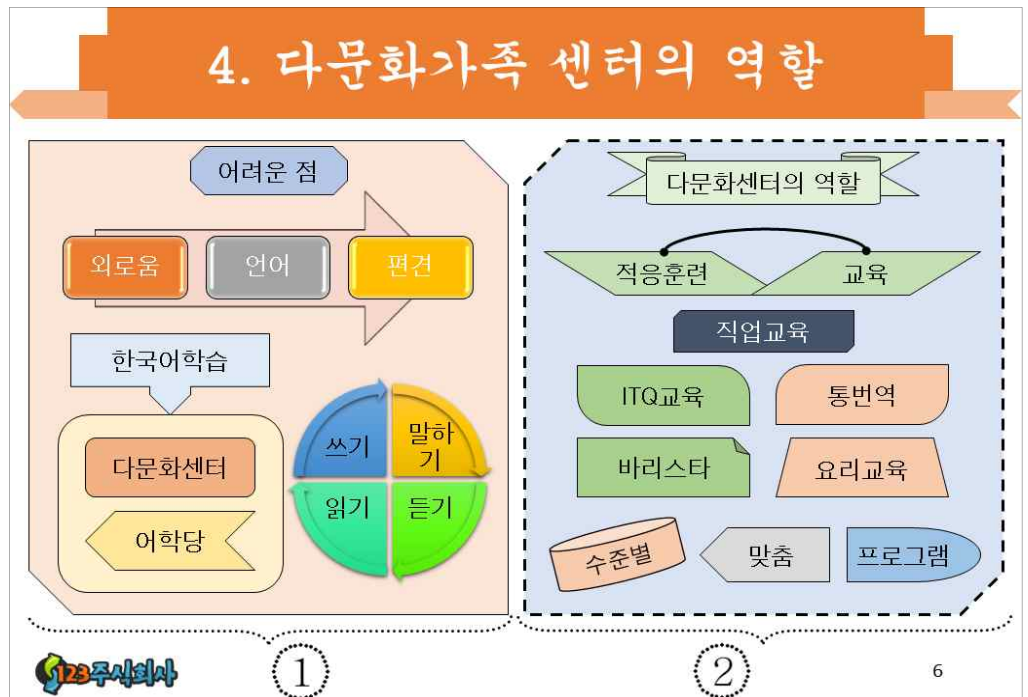 4. 다문화가족 센터의 역할
어려운 점
외로움
언어
편견
한국어학습
다문화센터
어학당
쓰기
말하
기
읽기
듣기
다문화센터의 역할
적응훈련
교육
직업교육
ITQ교육
통번역
바리스타
요리교육
수준별
맞춤
프로그램
1
2
123주식회사
6